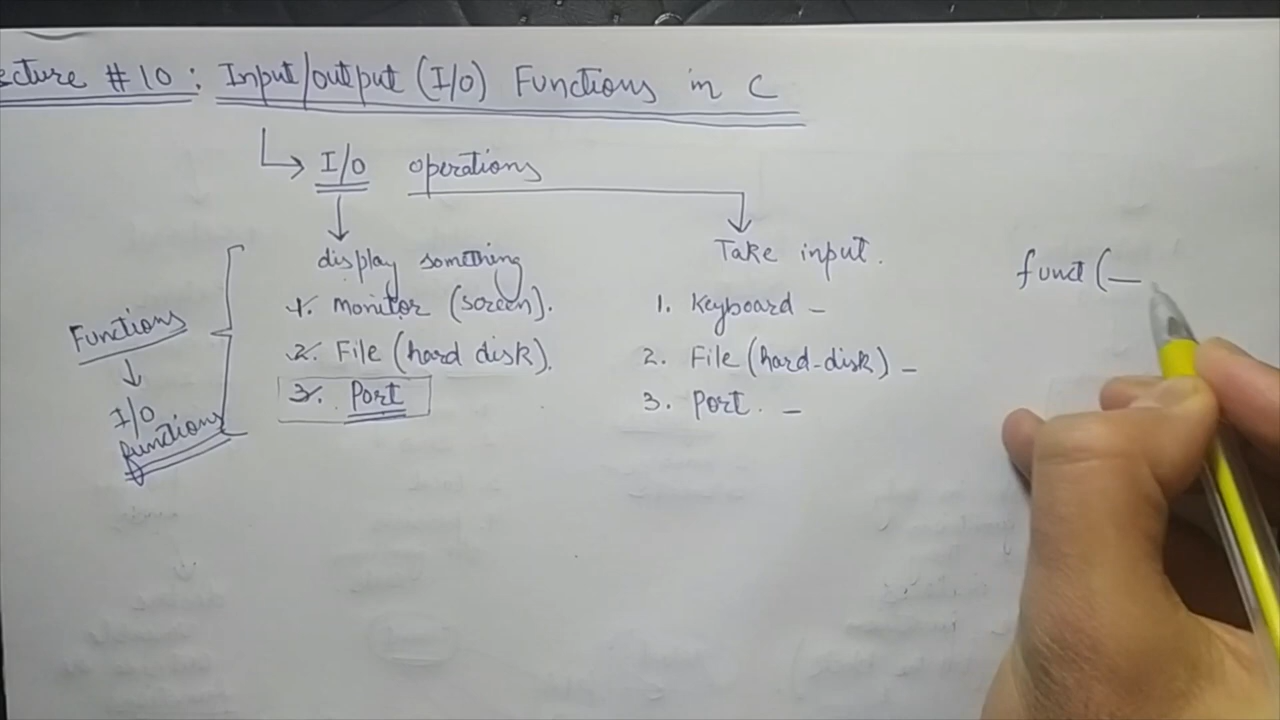 ecture # 10 : Input/output (I/O) Functions in C
I/O operations
display something
1. Monitor (screen).
2. File (hard disk).
3. Port
Take input.
1. Keyboard -
2. File (hard-disk) -
3. Port. -
Functions
I/O
functions
funct (_